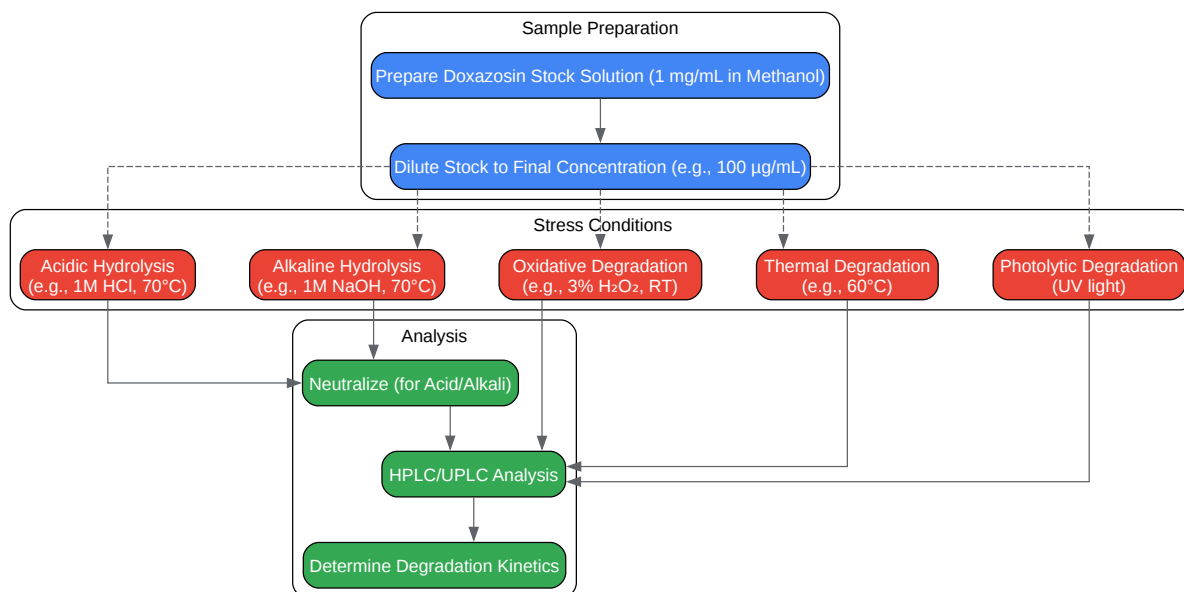 Sample Preparation
Prepare Doxazosin Stock Solution (1 mg/mL in Methanol)
Dilute Stock to Final Concentration (e.g., 100 µg/mL)
Stress Conditions
Acidic Hydrolysis
(e.g., 1M HCl, 70°C)
Alkaline Hydrolysis
(e.g., 1M NaOH, 70°C)
Oxidative Degradation
(e.g., 3% H₂O₂, RT)
Thermal Degradation
(e.g., 60°C)
Photolytic Degradation
(UV light)
Analysis
Neutralize (for Acid/Alkali)
HPLC/UPLC Analysis
Determine Degradation Kinetics